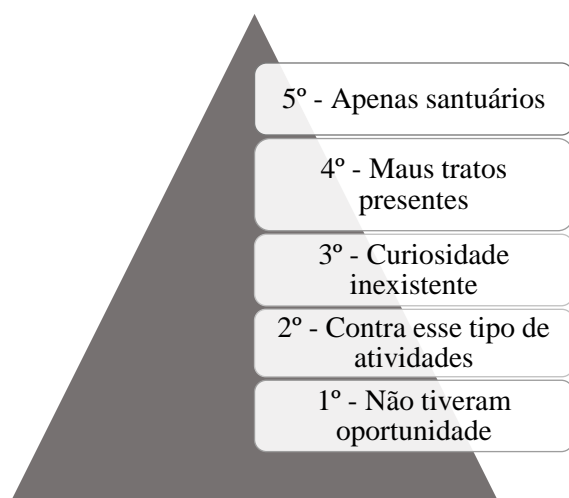 5º - Apenas santuários
4º - Maus tratos
presentes
3º - Curiosidade
inexistente
2º - Contra esse tipo de
atividades
1º - Não tiveram
oportunidade